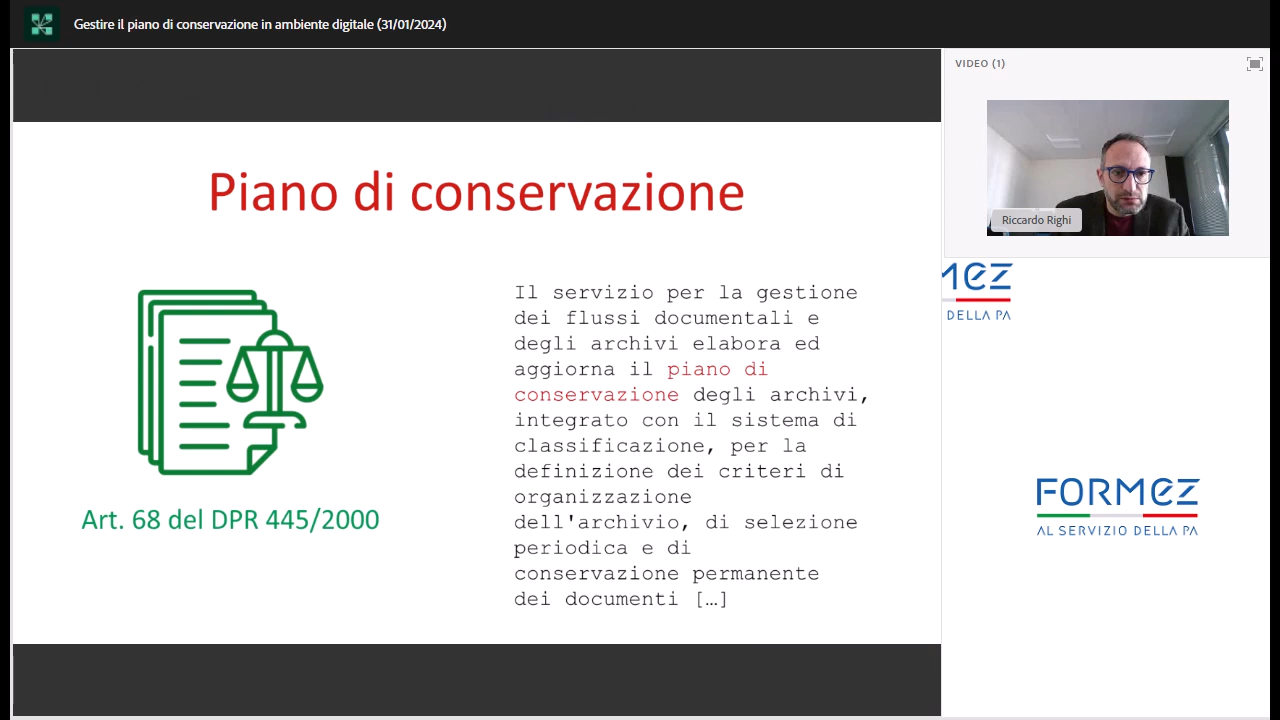 Gestire il piano di conservazione in ambiente digitale (31/01/2024)
VIDEO (1)
Riccardo Righi
Piano di conservazione
Il servizio per la gestione
dei flussi documentali e
degli archivi elabora ed
aggiorna il piano di
conservazione degli archivi,
integrato con il sistema di
classificazione, per la
definizione dei criteri di
organizzazione
dell'archivio, di selezione
periodica e di
conservazione permanente
dei documenti […]
Art. 68 del DPR 445/2000
MEZ
DELLA PA
FORMEZ
AL SERVIZIO DELLA PA